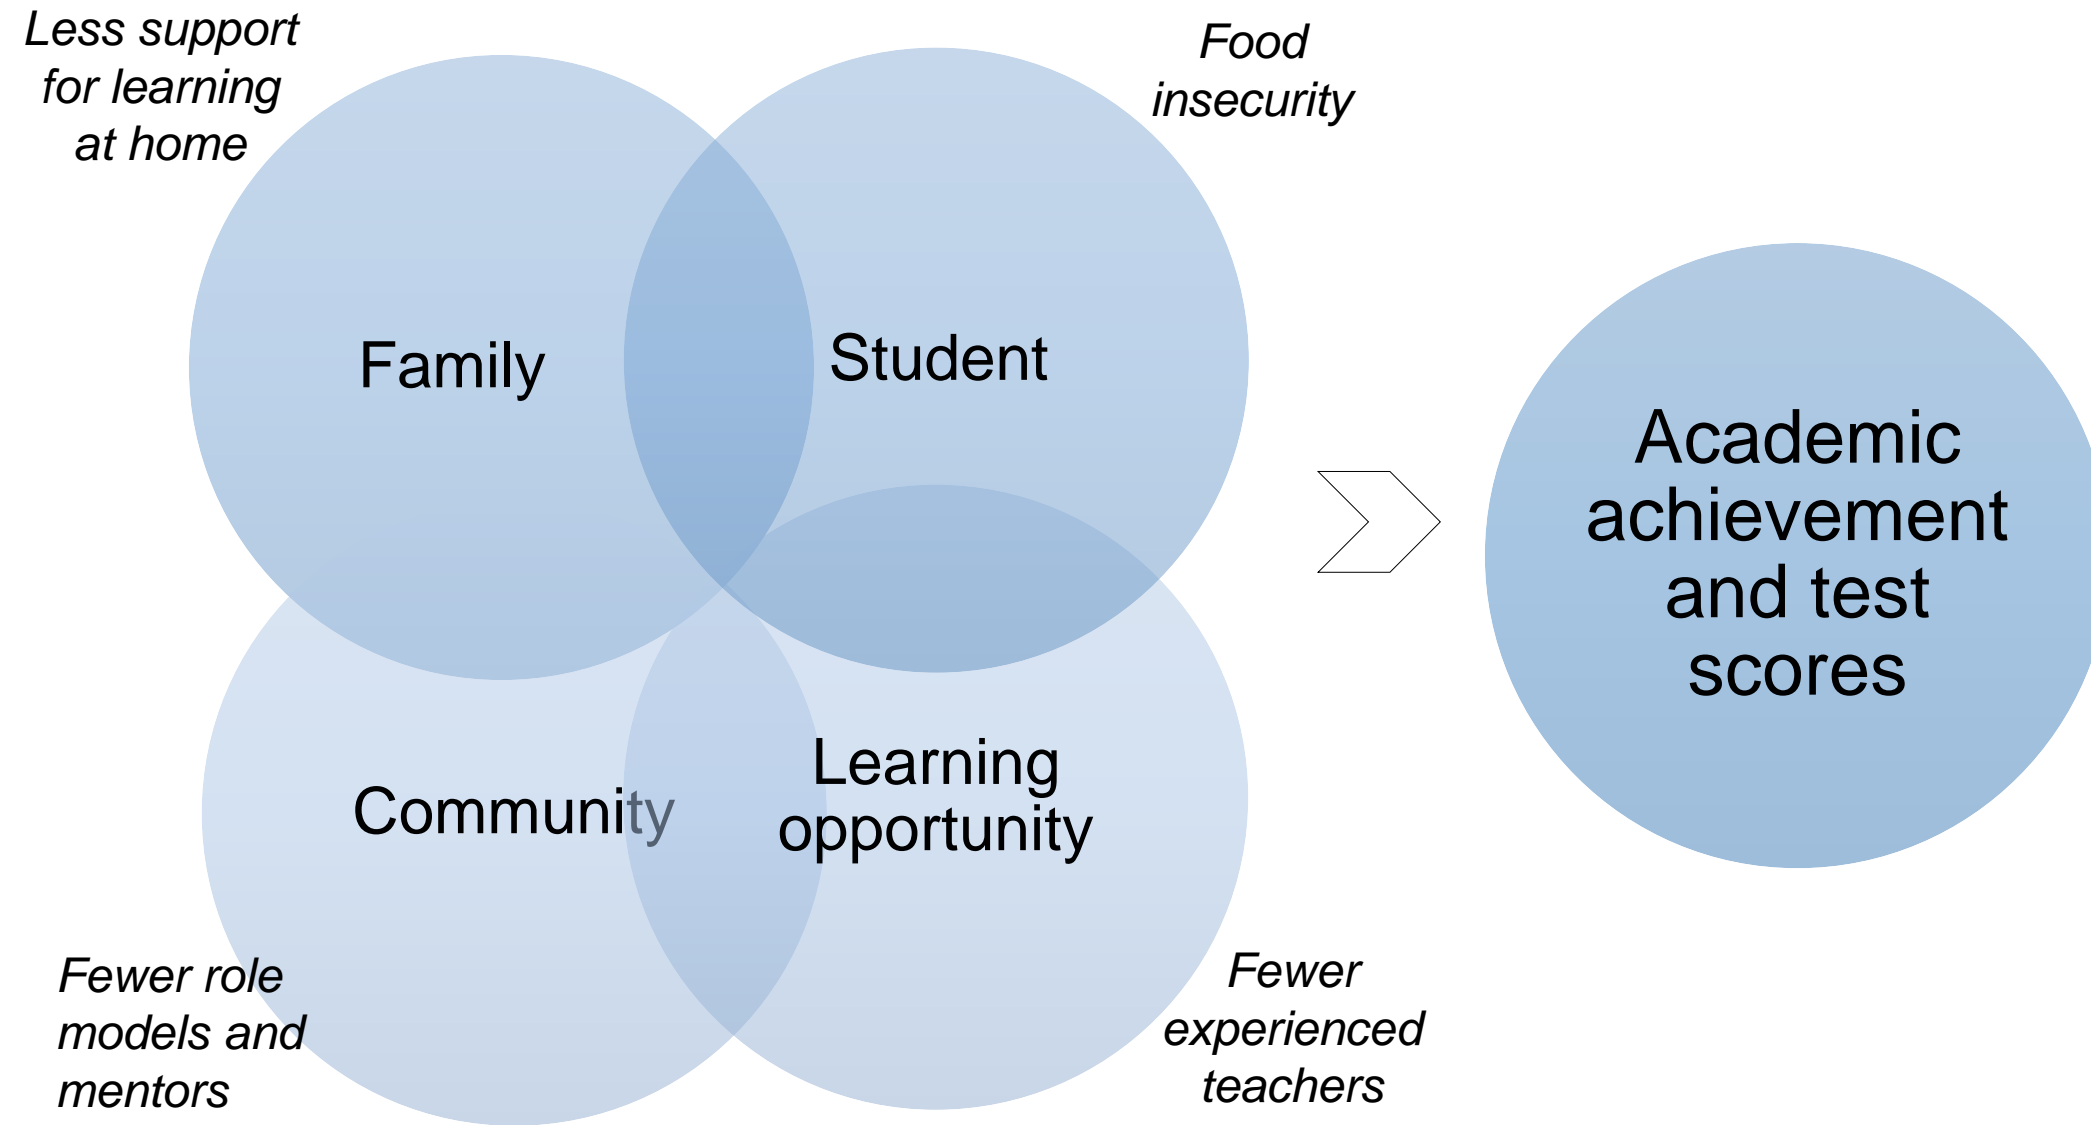 Less support
for learning
at home
Food
insecurity
Family
Student
Academic
achievement
and test
scores
Community
Learning
opportunity
Fewer role
models and
mentors
Fewer
experienced
teachers